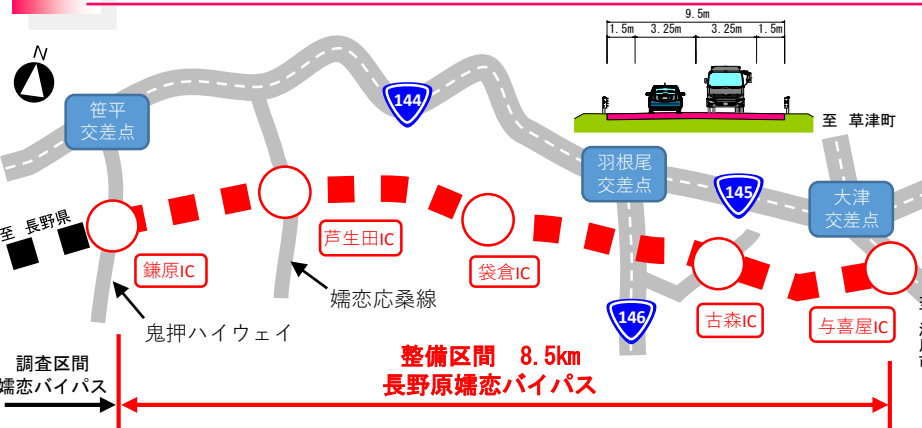 9.5m
1.5m 3.25m 3.25m 1.5m
N
144
笹平
交差点
至 草津町
羽根尾
交差点
145
大津
交差点
至 長野県
鎌原IC
芦生田IC
袋倉IC
古森IC
与喜屋IC
嬬恋応桑線
鬼押ハイウェイ
146
調査区間
嬬恋バイパス
整備区間 8.5km
長野原嬬恋バイパス